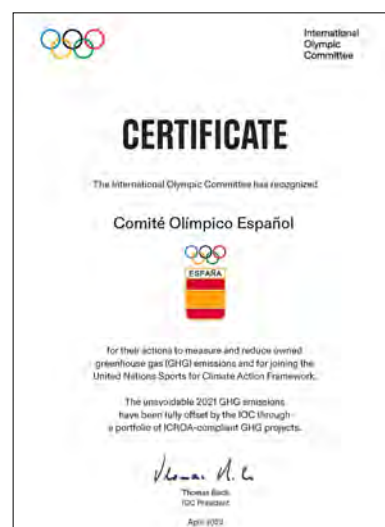 International
Olympic
Committee
CERTIFICATE
The International Olympic Committee has recognized
Comité Olímpico Español
ESPAÑA
for their actions to measure and reduce owned
greenhouse gas (GHG) emissions and for joining the
United Nations Sports for Climate Action Framework.
The unavoidable 2021 GHG emissions
have been fully offset by the IOC through
a portfolio of ICROA-compliant GHG projects.
Thomas Bach
IOC President
April 2022